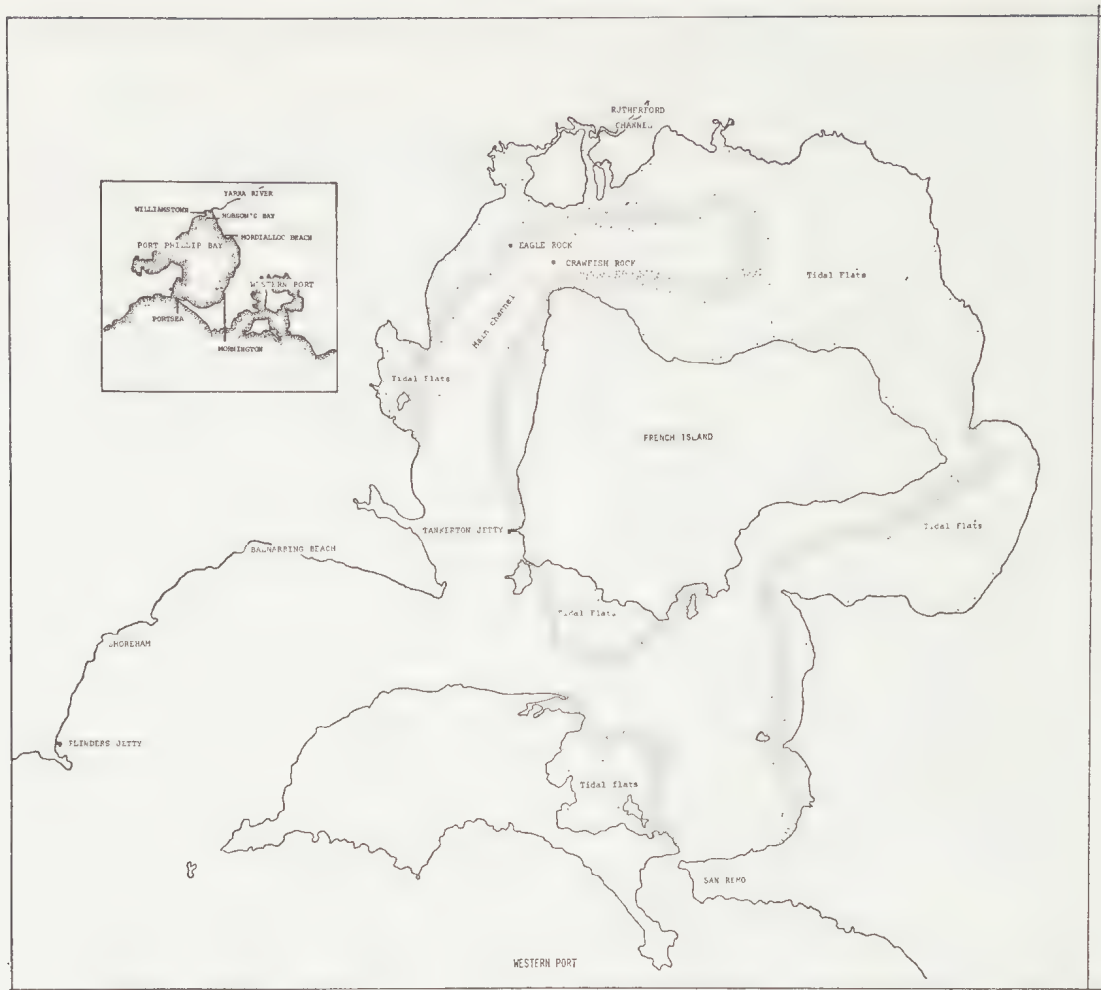 RUTHERFORD
CHANNEL
YARRA RIVER
WILLIAMSTOWN
HOBSON'S BAY
MORDIALLOC BEACH
PORT PHILLIP BAY
WESTERN PORT
PORTSEA
MORNINGTON
EAGLE ROCK
CRAWFISH ROCK
Tidal Flats
Main channel
Tidal flats
FRENCH ISLAND
TANKERTON JETTY
Tidal flats
BALNARRING BEACH
Tidal Flats
SHOREHAM
FLINDERS JETTY
Tidal flats
SAN REMO
WESTERN PORT